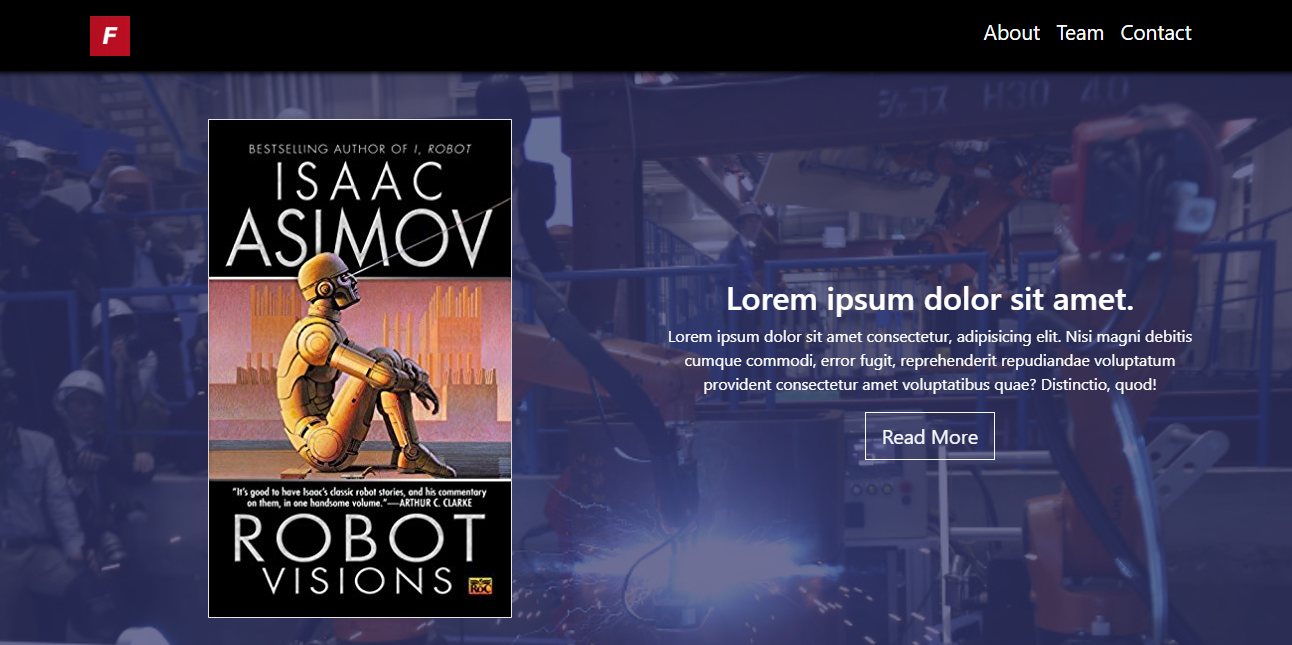 F
About Team Contact
BESTSELLING AUTHOR OF I, ROBOT
ISAAC
ASIMOV
"It's good to have Isaac's classic robot stories, and his commentary
on them, in one handsome volume."—ARTHUR C. CLARKE
ROBOT
VISIONS
ROC
Lorem ipsum dolor sit amet.
Lorem ipsum dolor sit amet consectetur, adipisicing elit. Nisi magni debitis
cumque commodi, error fugit, reprehenderit repudiandae voluptatum
provident consectetur amet voluptatibus quae? Distinctio, quod!
Read More